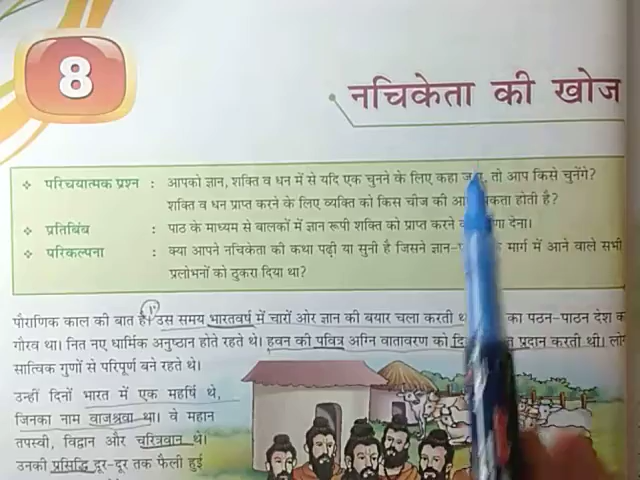 8
नचिकेता की खोज
❖ परिचयात्मक प्रश्न : आपको ज्ञान, शक्ति व धन में से यदि एक चुनने के लिए कहा तो आप किसे चुनेंगे?
शक्ति व धन प्राप्त करने के लिए व्यक्ति को किस चीज की होती है?
❖ प्रतिबिंब : पाठ के माध्यम से बालकों में ज्ञान रूपी शक्ति को प्राप्त करने देना।
❖ परिकल्पना : क्या आपने नचिकेता की कथा पढ़ी या सुनी है जिसने ज्ञान- मार्ग में आने वाले सभी
प्रलोभनों को ठुकरा दिया था?
पौराणिक काल की बात है। उस समय भारतवर्ष में चारों ओर ज्ञान की बयार चला करती का पठन-पाठन देश
गौरव था। नित नए धार्मिक अनुष्ठान होते रहते थे। हवन की पवित्र अग्नि वातावरण को प्रदान करती थी।
सात्विक गुणों से परिपूर्ण बने रहते थे।
उन्हीं दिनों भारत में एक महर्षि थे,
जिनका नाम वाजश्रवा था। वे महान
तपस्वी, विद्वान और चरित्रवान थे।
उनकी प्रसिद्धि दूर-दूर तक फैली हुई